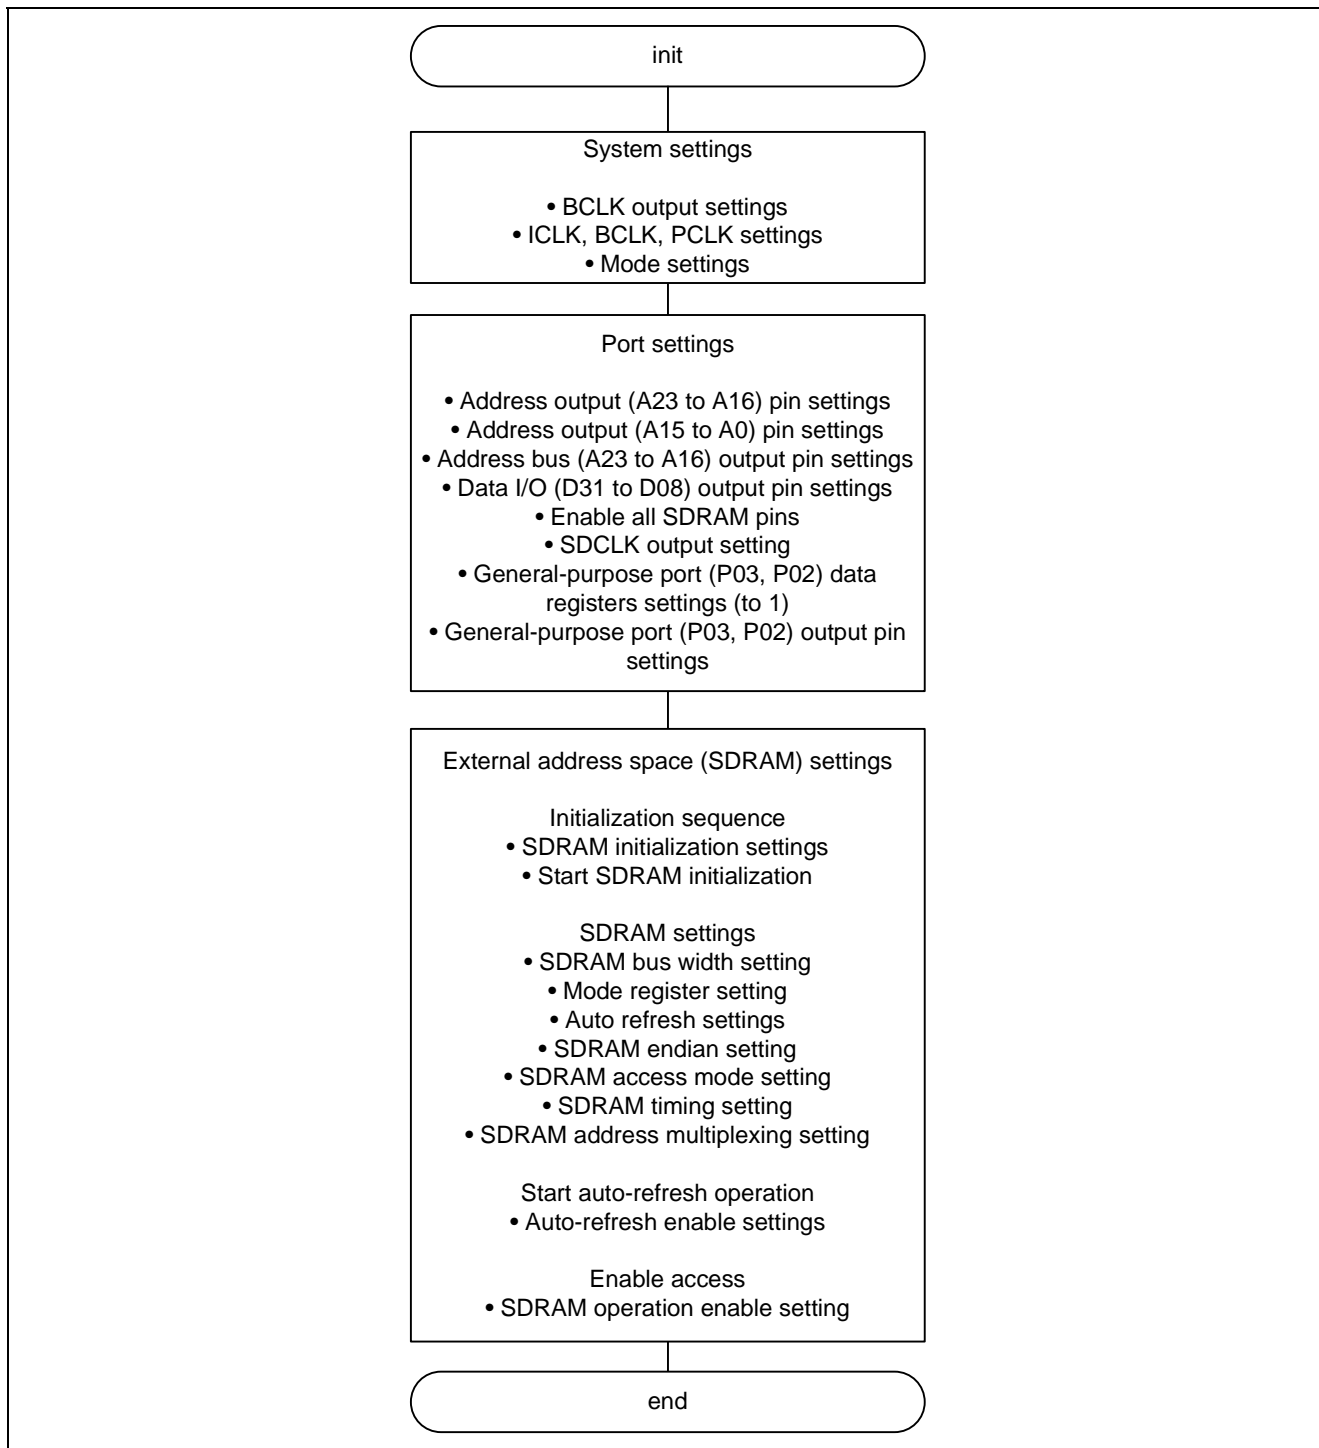 init
System settings
• BCLK output settings
• ICLK, BCLK, PCLK settings
• Mode settings
Port settings
• Address output (A23 to A16) pin settings
• Address output (A15 to A0) pin settings
• Address bus (A23 to A16) output pin settings
• Data I/O (D31 to D08) output pin settings
• Enable all SDRAM pins
• SDCLK output setting
• General-purpose port (P03, P02) data
registers settings (to 1)
• General-purpose port (P03, P02) output pin
settings
External address space (SDRAM) settings
Initialization sequence
• SDRAM initialization settings
• Start SDRAM initialization
SDRAM settings
• SDRAM bus width setting
• Mode register setting
• Auto refresh settings
• SDRAM endian setting
• SDRAM access mode setting
• SDRAM timing setting
• SDRAM address multiplexing setting
Start auto-refresh operation
• Auto-refresh enable settings
Enable access
• SDRAM operation enable setting
end